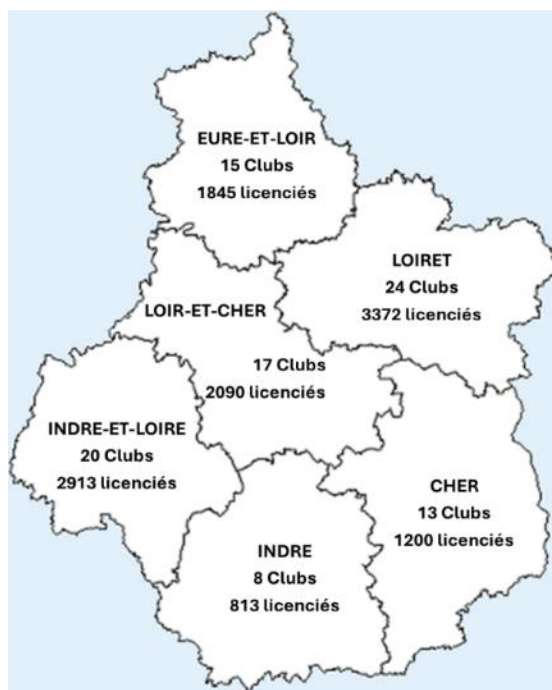 EURE-ET-LOIR
15 Clubs
1845 licenciés
LOIRET
24 Clubs
3372 licenciés
LOIR-ET-CHER
17 Clubs
2090 licenciés
INDRE-ET-LOIRE
20 Clubs
2913 licenciés
CHER
13 Clubs
1200 licenciés
INDRE
8 Clubs
813 licenciés